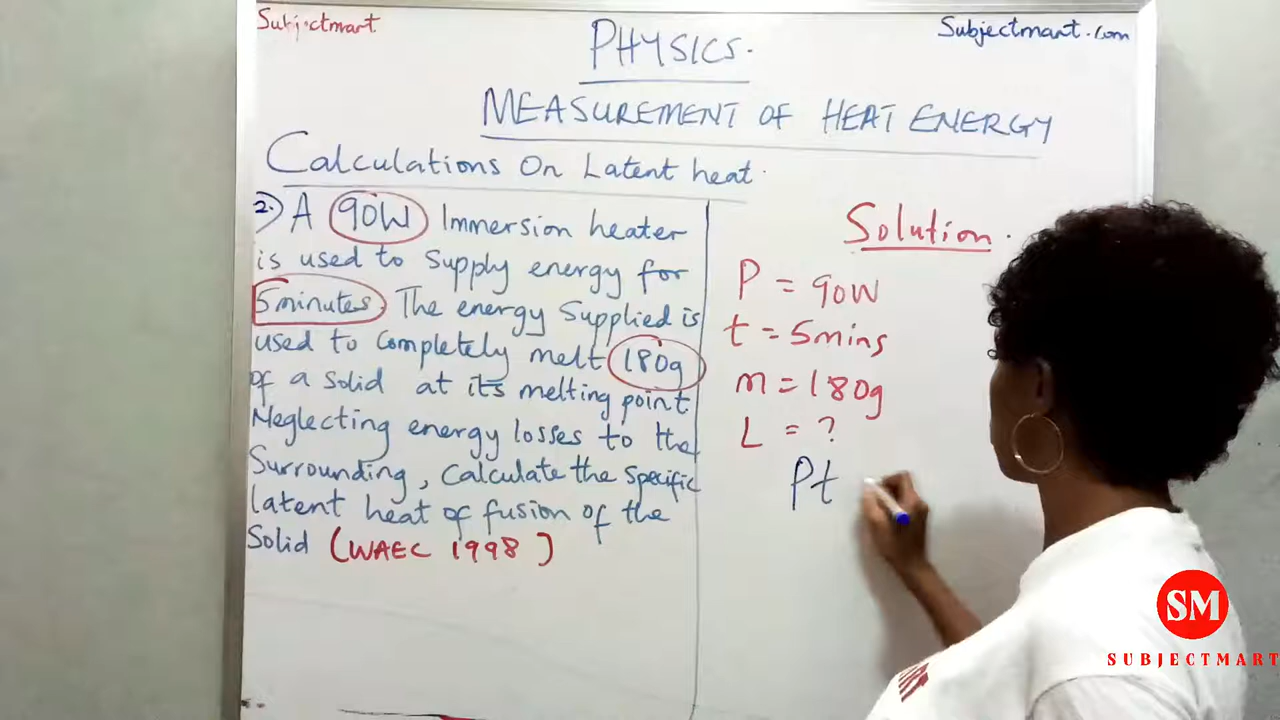 Subjectmart
Subjectmart.com
PHYSICS.
MEASUREMENT OF HEAT ENERGY
Calculations On Latent heat.
2. A 90W Immersion heater
is used to Supply energy for
5minutes. The energy Supplied is
used to Completely melt 180g
of a Solid at its melting point
Neglecting energy losses to the
Surrounding, Calculate the Specific
latent heat of fusion of the
Solid (WAEC 1998)
Solution.
P = 90W
t = 5mins
m = 180g
L = ?
Pt
SM
SUBJECTMART